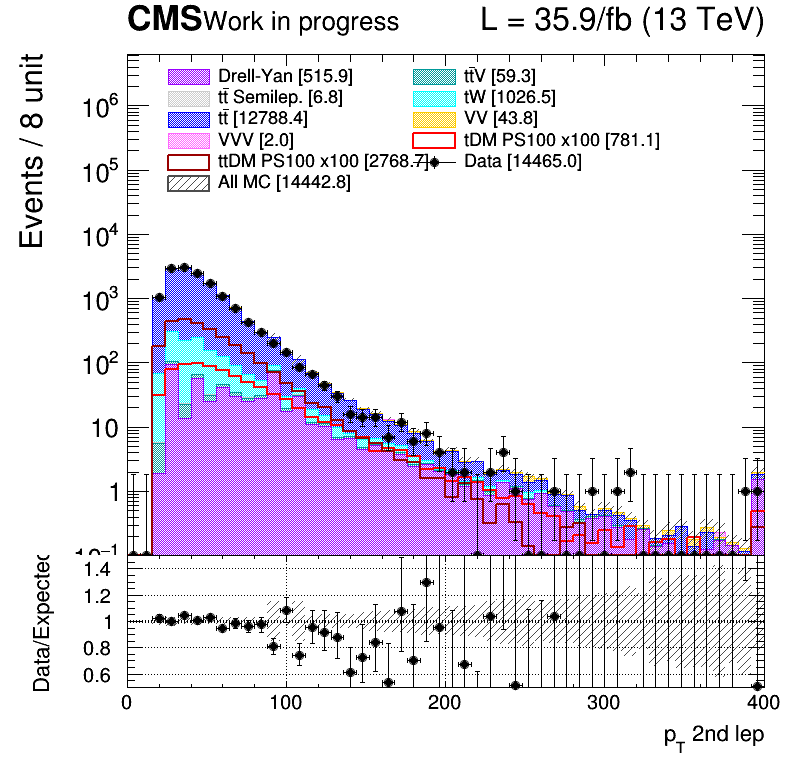 CMS Work in progress L = 35.9/fb (13 TeV)
Events / 8 unit
Drell-Yan [515.9] tt̄V [59.3]
tt̄ Semilep. [6.8] tW [1026.5]
tt̄ [12788.4] VV [43.8]
VVV [2.0] tDM PS100 x100 [781.1]
ttDM PS100 x100 [2768.7] Data [14465.0]
All MC [14442.8]
10⁶
10⁵
10⁴
10³
10²
10
1
10⁻¹
Data/Expected
1.4
1.2
1
0.8
0.6
0 100 200 300 400
p_T 2nd lep